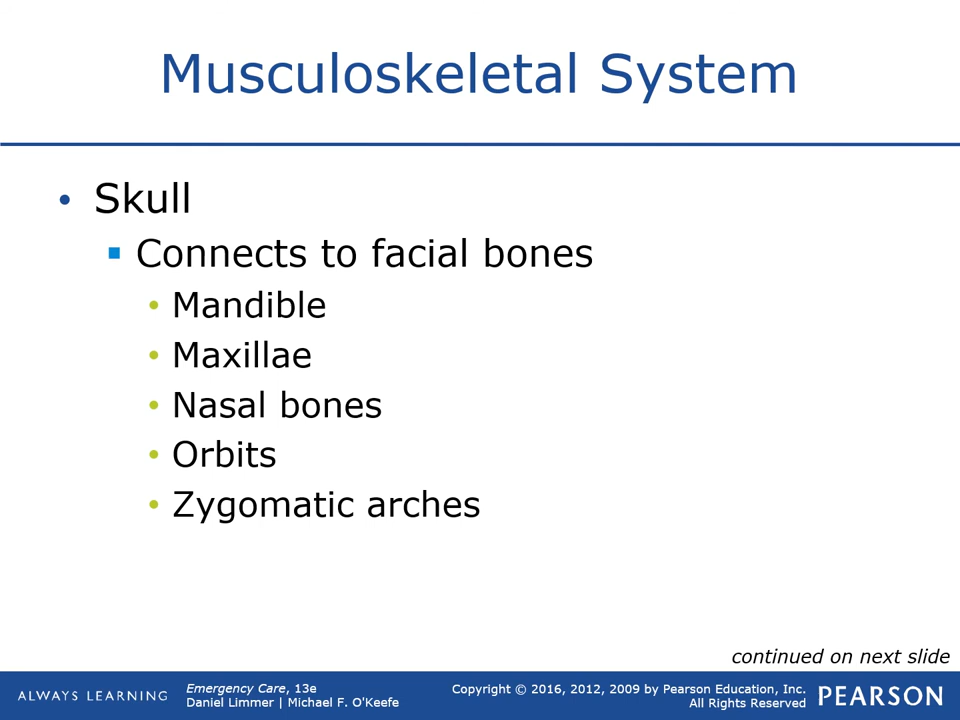 Musculoskeletal System
• Skull
▪ Connects to facial bones
• Mandible
• Maxillae
• Nasal bones
• Orbits
• Zygomatic arches
continued on next slide
ALWAYS LEARNING
Emergency Care, 13e
Daniel Limmer | Michael F. O'Keefe
Copyright © 2016, 2012, 2009 by Pearson Education, Inc.
All Rights Reserved
PEARSON